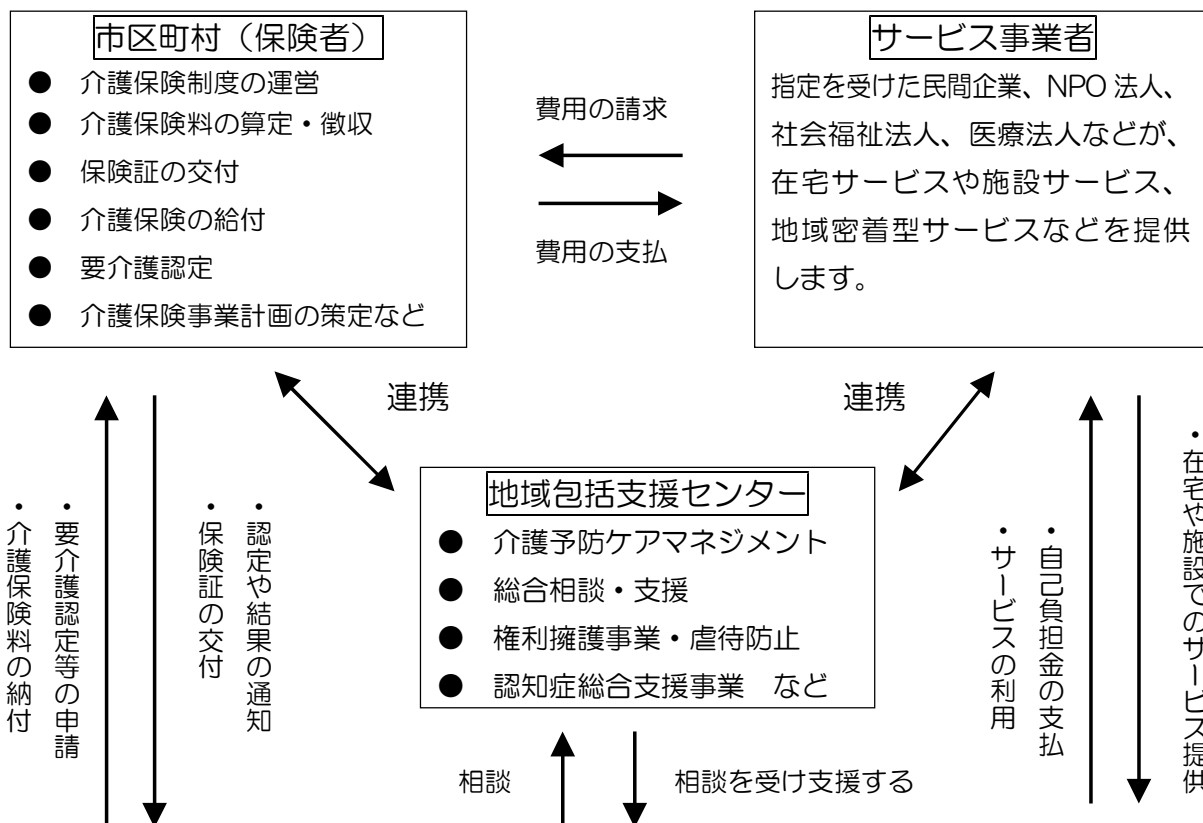 市区町村（保険者）
● 介護保険制度の運営
● 介護保険料の算定・徴収
● 保険証の交付
● 介護保険の給付
● 要介護認定
● 介護保険事業計画の策定など
費用の請求
費用の支払
サービス事業者
指定を受けた民間企業、NPO 法人、
社会福祉法人、医療法人などが、
在宅サービスや施設サービス、
地域密着型サービスなどを提供
します。
連携
連携
地域包括支援センター
● 介護予防ケアマネジメント
● 総合相談・支援
● 権利擁護事業・虐待防止
● 認知症総合支援事業　など
・要介護認定等の申請
・介護保険料の納付
・認定や結果の通知
・保険証の交付
・自己負担金の支払
・サービスの利用
・在宅や施設でのサービス提供
相談
相談を受け支援する